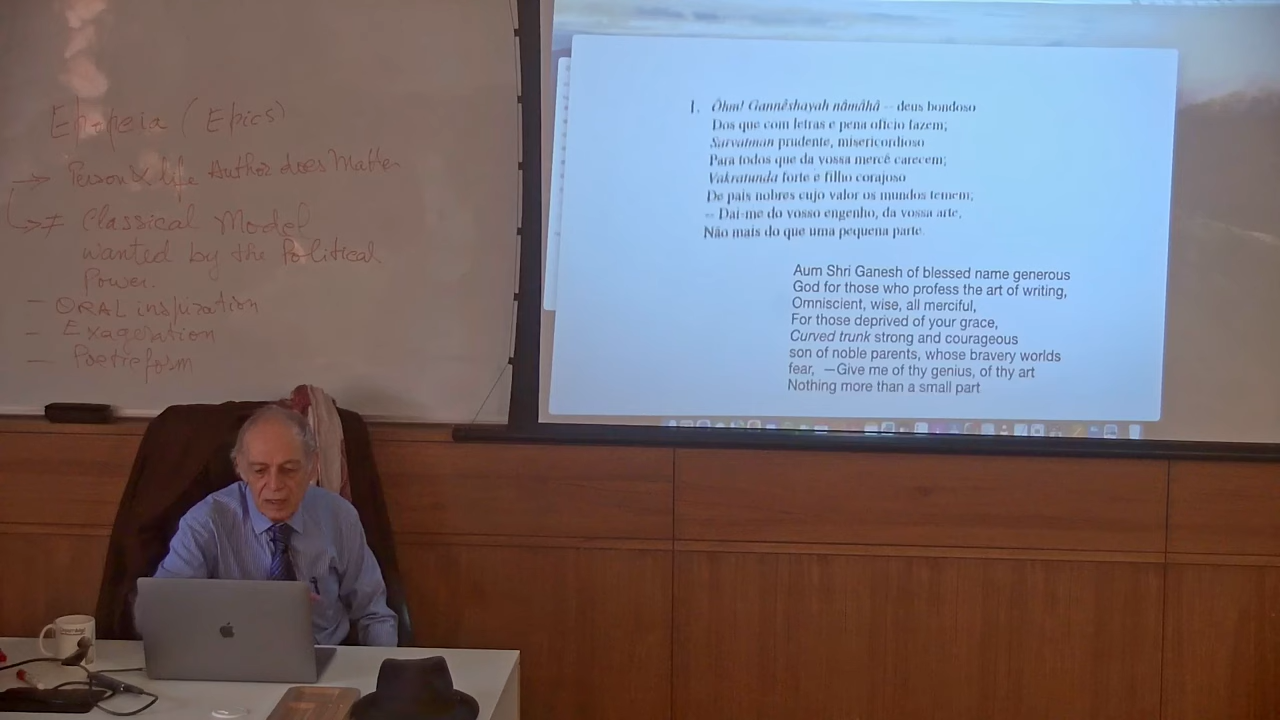 Epopeia (Epics)
→ Person X life Author does Matter
→ ≠ Classical Model
wanted by the Political
Power.
- ORAL inspiration
- Exageration
- Poetic form
1. Ôhm! Gannêshayah nâmâhâ – deus bondoso
Dos que com letras e pena ofício fazem;
Sarvatman prudente, misericordioso
Para todos que da vossa mercê carecem;
Vakratunda forte e filho corajoso
De pais nobres cujo valor os mundos temem;
– Dai-me do vosso engenho, da vossa arte,
Não mais do que uma pequena parte.
Aum Shri Ganesh of blessed name generous
God for those who profess the art of writing,
Omniscient, wise, all merciful,
For those deprived of your grace,
Curved trunk strong and courageous
son of noble parents, whose bravery worlds
fear, —Give me of thy genius, of thy art
Nothing more than a small part